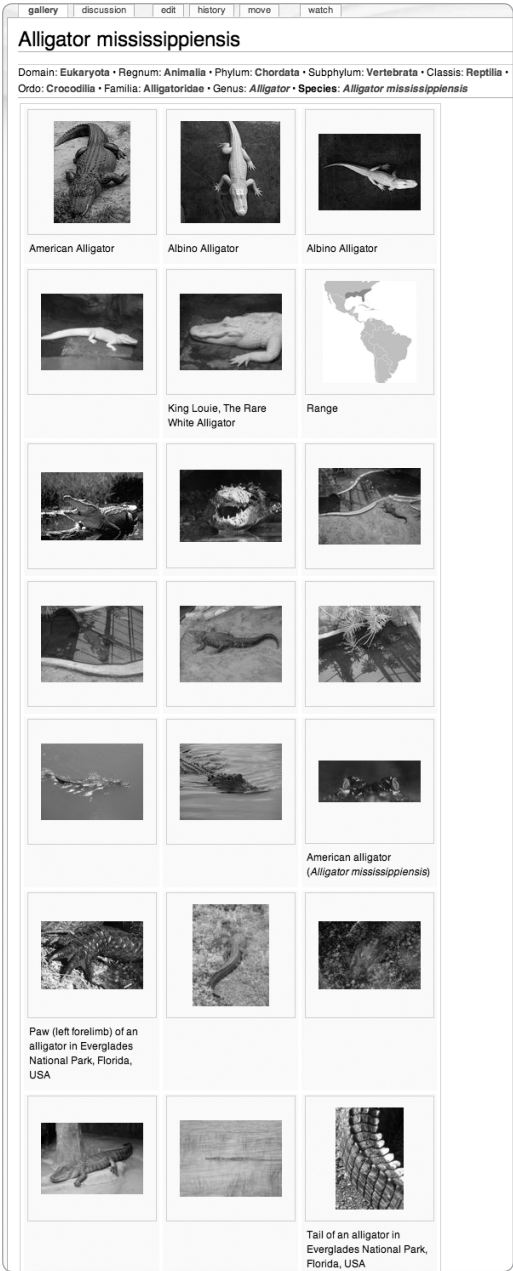 gallery discussion edit history move watch
Alligator mississippiensis
Domain: Eukaryota • Regnum: Animalia • Phylum: Chordata • Subphylum: Vertebrata • Classis: Reptilia •
Ordo: Crocodilia • Familia: Alligatoridae • Genus: Alligator • Species: Alligator mississippiensis
American Alligator
Albino Alligator
Albino Alligator
King Louie, The Rare
White Alligator
Range
American alligator
(Alligator mississippiensis)
Paw (left forelimb) of an
alligator in Everglades
National Park, Florida,
USA
Tail of an alligator in
Everglades National Park,
Florida, USA